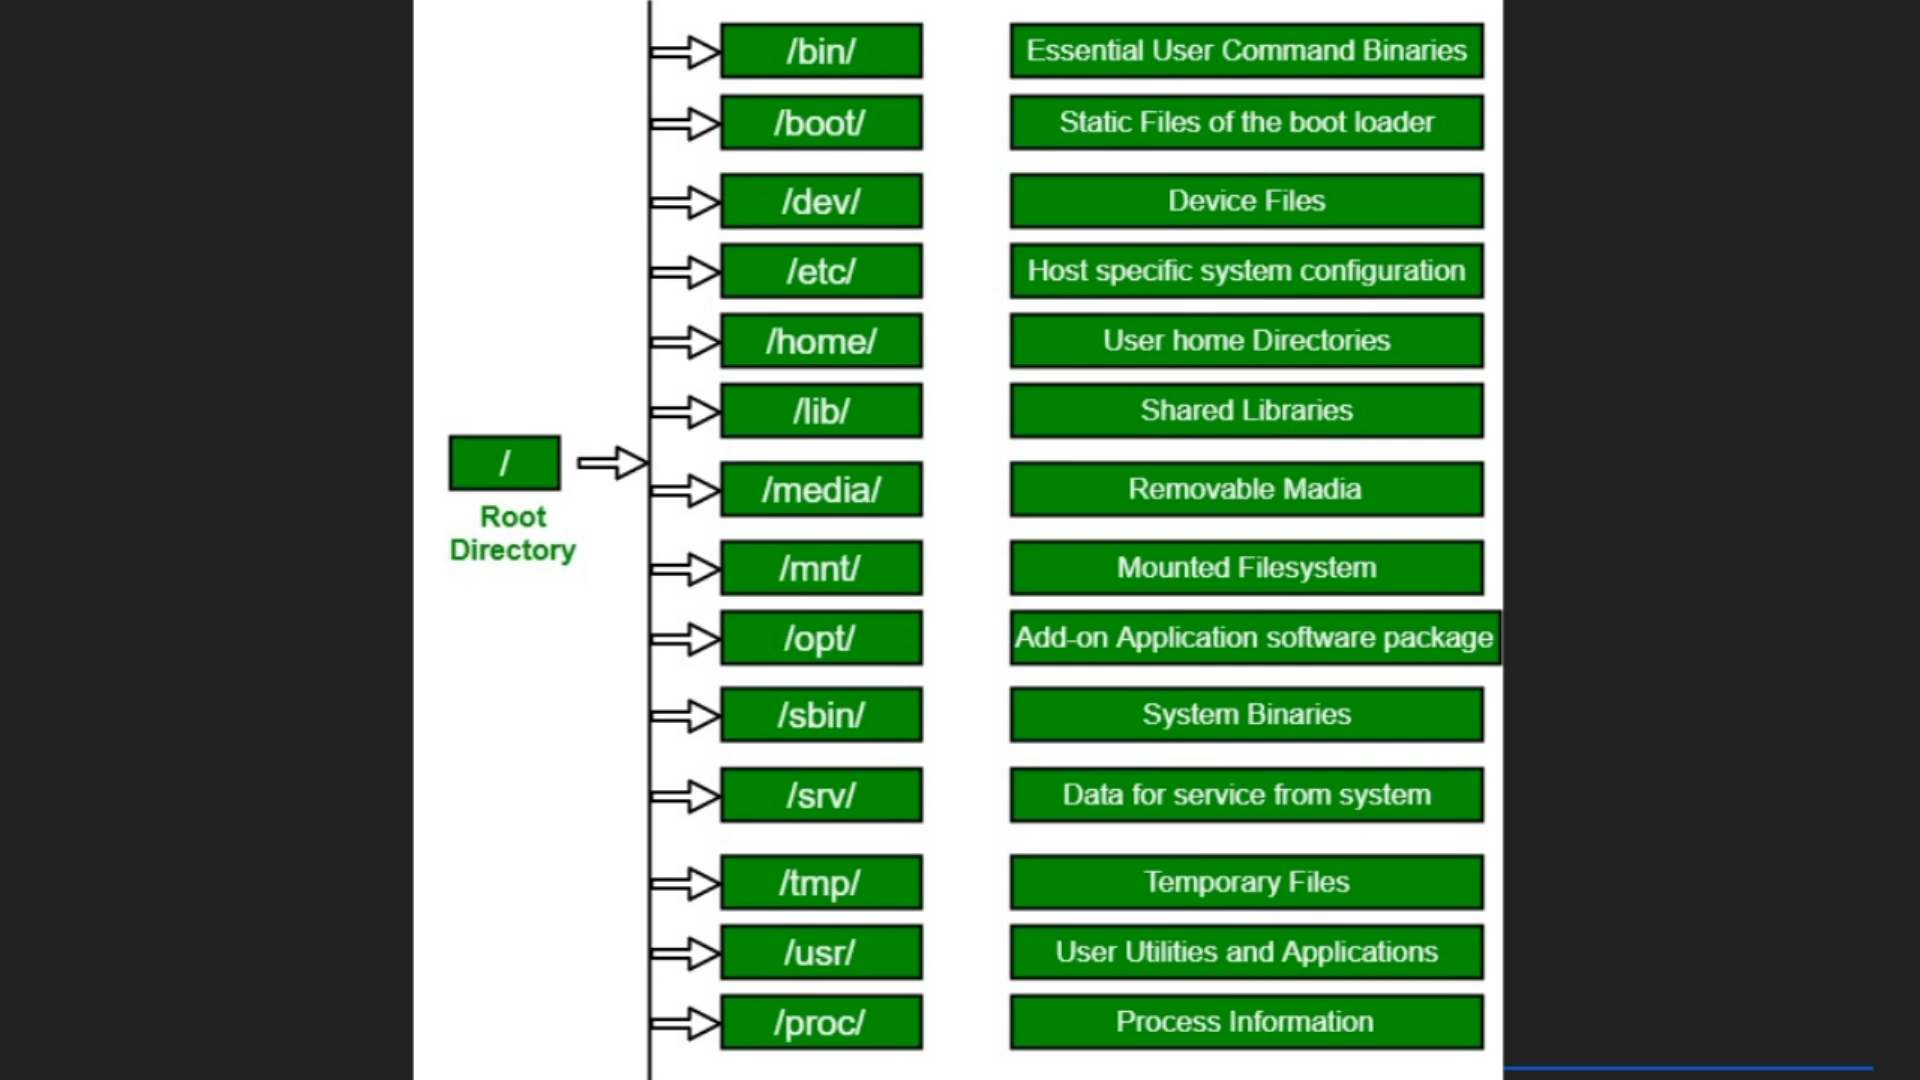 /bin/ Essential User Command Binaries
/boot/ Static Files of the boot loader
/dev/ Device Files
/etc/ Host specific system configuration
/home/ User home Directories
/lib/ Shared Libraries
/
Root
Directory
/media/ Removable Madia
/mnt/ Mounted Filesystem
/opt/ Add-on Application software package
/sbin/ System Binaries
/srv/ Data for service from system
/tmp/ Temporary Files
/usr/ User Utilities and Applications
/proc/ Process Information